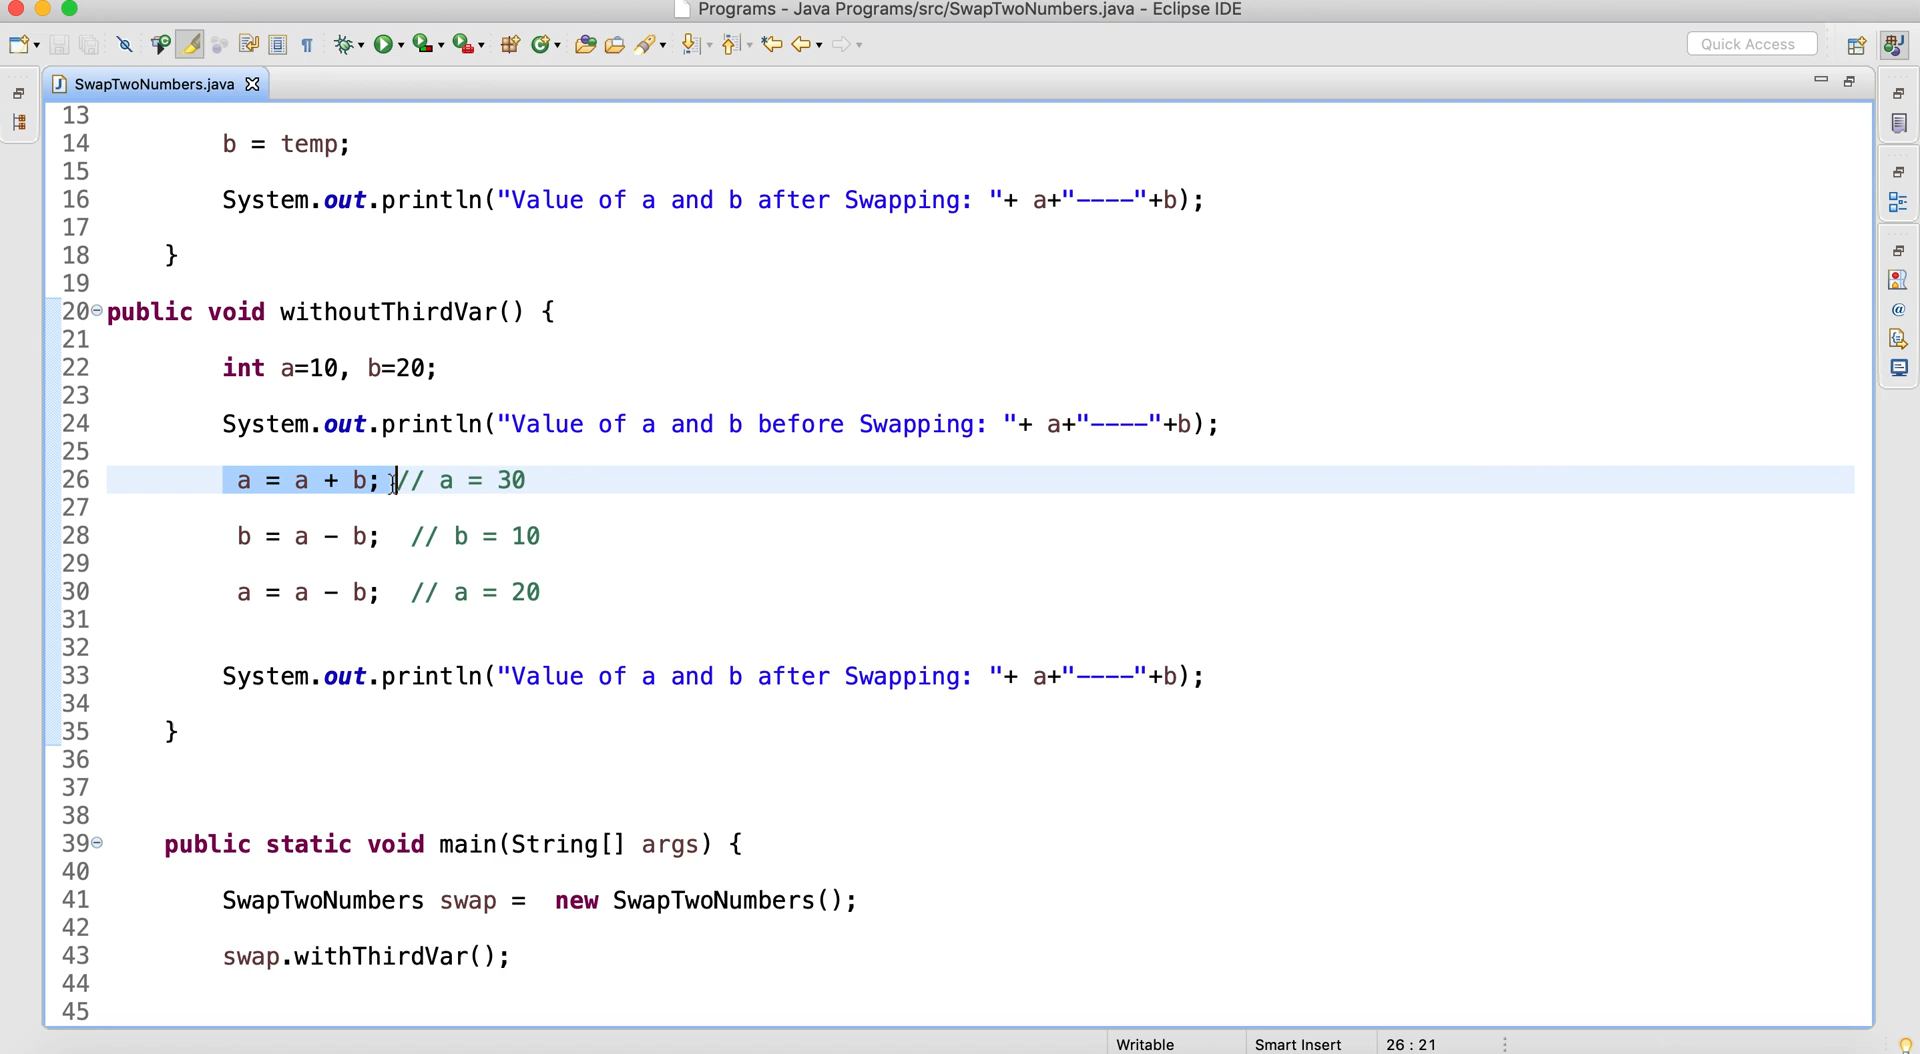 Programs - Java Programs/src/SwapTwoNumbers.java - Eclipse IDE
Quick Access
SwapTwoNumbers.java
13
14 b = temp;
15
16 System.out.println("Value of a and b after Swapping: "+ a+"----"+b);
17
18 }
19
20 public void withoutThirdVar() {
21
22 int a=10, b=20;
23
24 System.out.println("Value of a and b before Swapping: "+ a+"----"+b);
25
26 a = a + b; // a = 30
27
28 b = a - b; // b = 10
29
30 a = a - b; // a = 20
31
32
33 System.out.println("Value of a and b after Swapping: "+ a+"----"+b);
34
35 }
36
37
38
39 public static void main(String[] args) {
40
41 SwapTwoNumbers swap = new SwapTwoNumbers();
42
43 swap.withThirdVar();
44
45
Writable Smart Insert 26 : 21